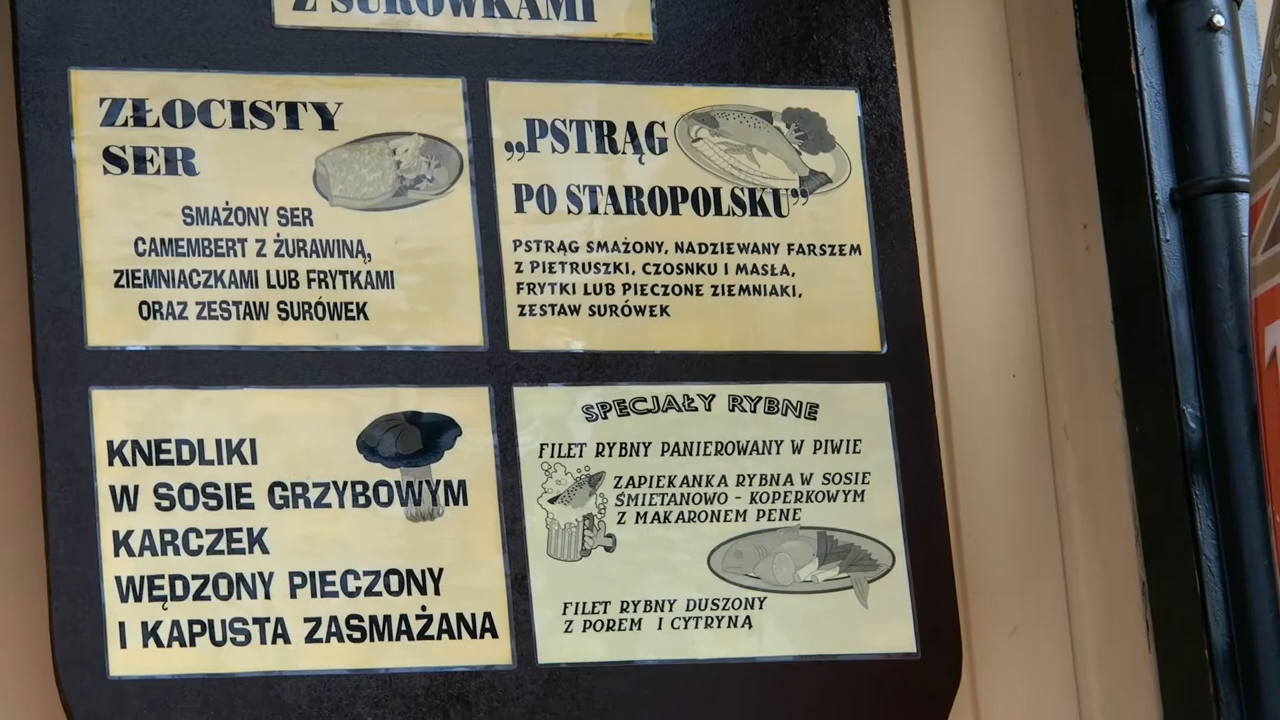 Z SURÓWKAMI
ZŁOCISTY
SER
SMAŻONY SER
CAMEMBERT Z ŻURAWINĄ,
ZIEMNIACZKAMI LUB FRYTKAMI
ORAZ ZESTAW SURÓWEK
„PSTRĄG
PO STAROPOLSKU”
PSTRĄG SMAŻONY, NADZIEWANY FARSZEM
Z PIETRUSZKI, CZOSNKU I MASŁA,
FRYTKI LUB PIECZONE ZIEMNIAKI,
ZESTAW SURÓWEK
KNEDLIKI
W SOSIE GRZYBOWYM
KARCZEK
WĘDZONY PIECZONY
I KAPUSTA ZASMAŻANA
SPECJAŁY RYBNE
FILET RYBNY PANIEROWANY W PIWIE
ZAPIEKANKA RYBNA W SOSIE
ŚMIETANOWO - KOPERKOWYM
Z MAKARONEM PENE
FILET RYBNY DUSZONY
Z POREM I CYTRYNĄ